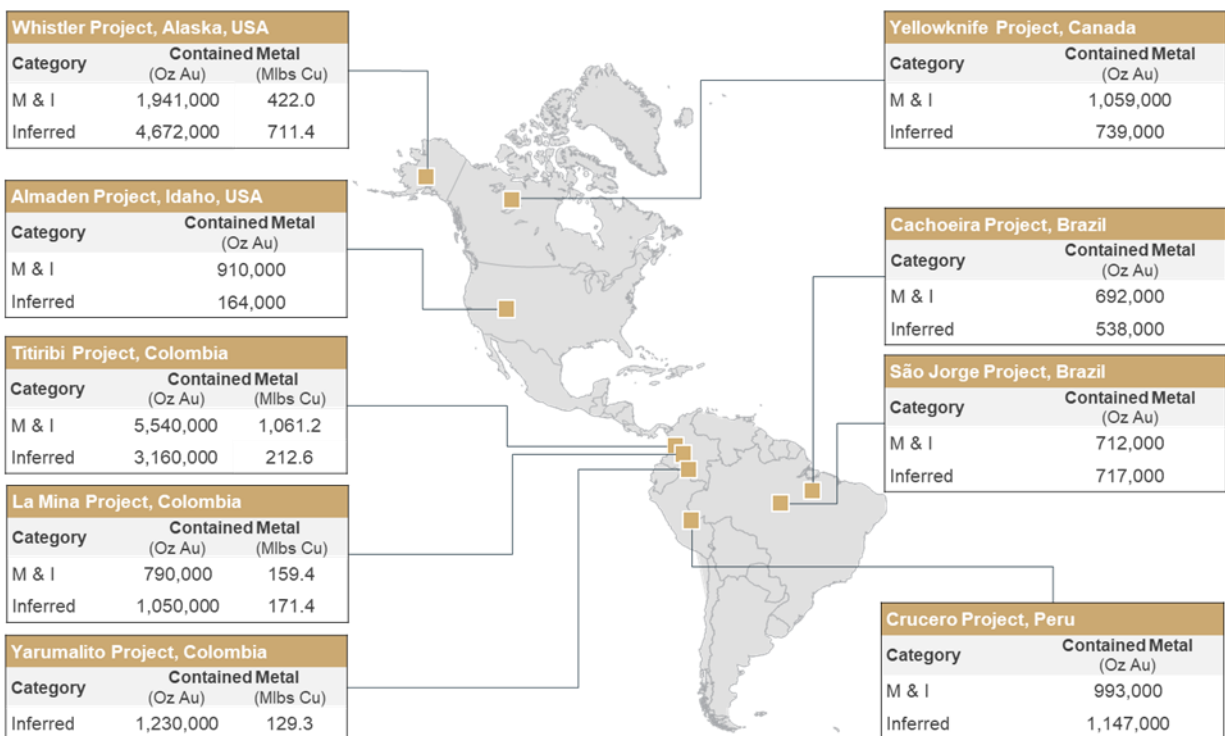 Whistler Project, Alaska, USA
Category Contained Metal
(Oz Au) (Mlbs Cu)
M & I 1,941,000 422.0
Inferred 4,672,000 711.4
Almaden Project, Idaho, USA
Category Contained Metal
(Oz Au)
M & I 910,000
Inferred 164,000
Titiribi Project, Colombia
Category Contained Metal
(Oz Au) (Mlbs Cu)
M & I 5,540,000 1,061.2
Inferred 3,160,000 212.6
La Mina Project, Colombia
Category Contained Metal
(Oz Au) (Mlbs Cu)
M & I 790,000 159.4
Inferred 1,050,000 171.4
Yarumalito Project, Colombia
Category Contained Metal
(Oz Au) (Mlbs Cu)
Inferred 1,230,000 129.3
Yellowknife Project, Canada
Category Contained Metal
(Oz Au)
M & I 1,059,000
Inferred 739,000
Cachoeira Project, Brazil
Category Contained Metal
(Oz Au)
M & I 692,000
Inferred 538,000
São Jorge Project, Brazil
Category Contained Metal
(Oz Au)
M & I 712,000
Inferred 717,000
Crucero Project, Peru
Category Contained Metal
(Oz Au)
M & I 993,000
Inferred 1,147,000